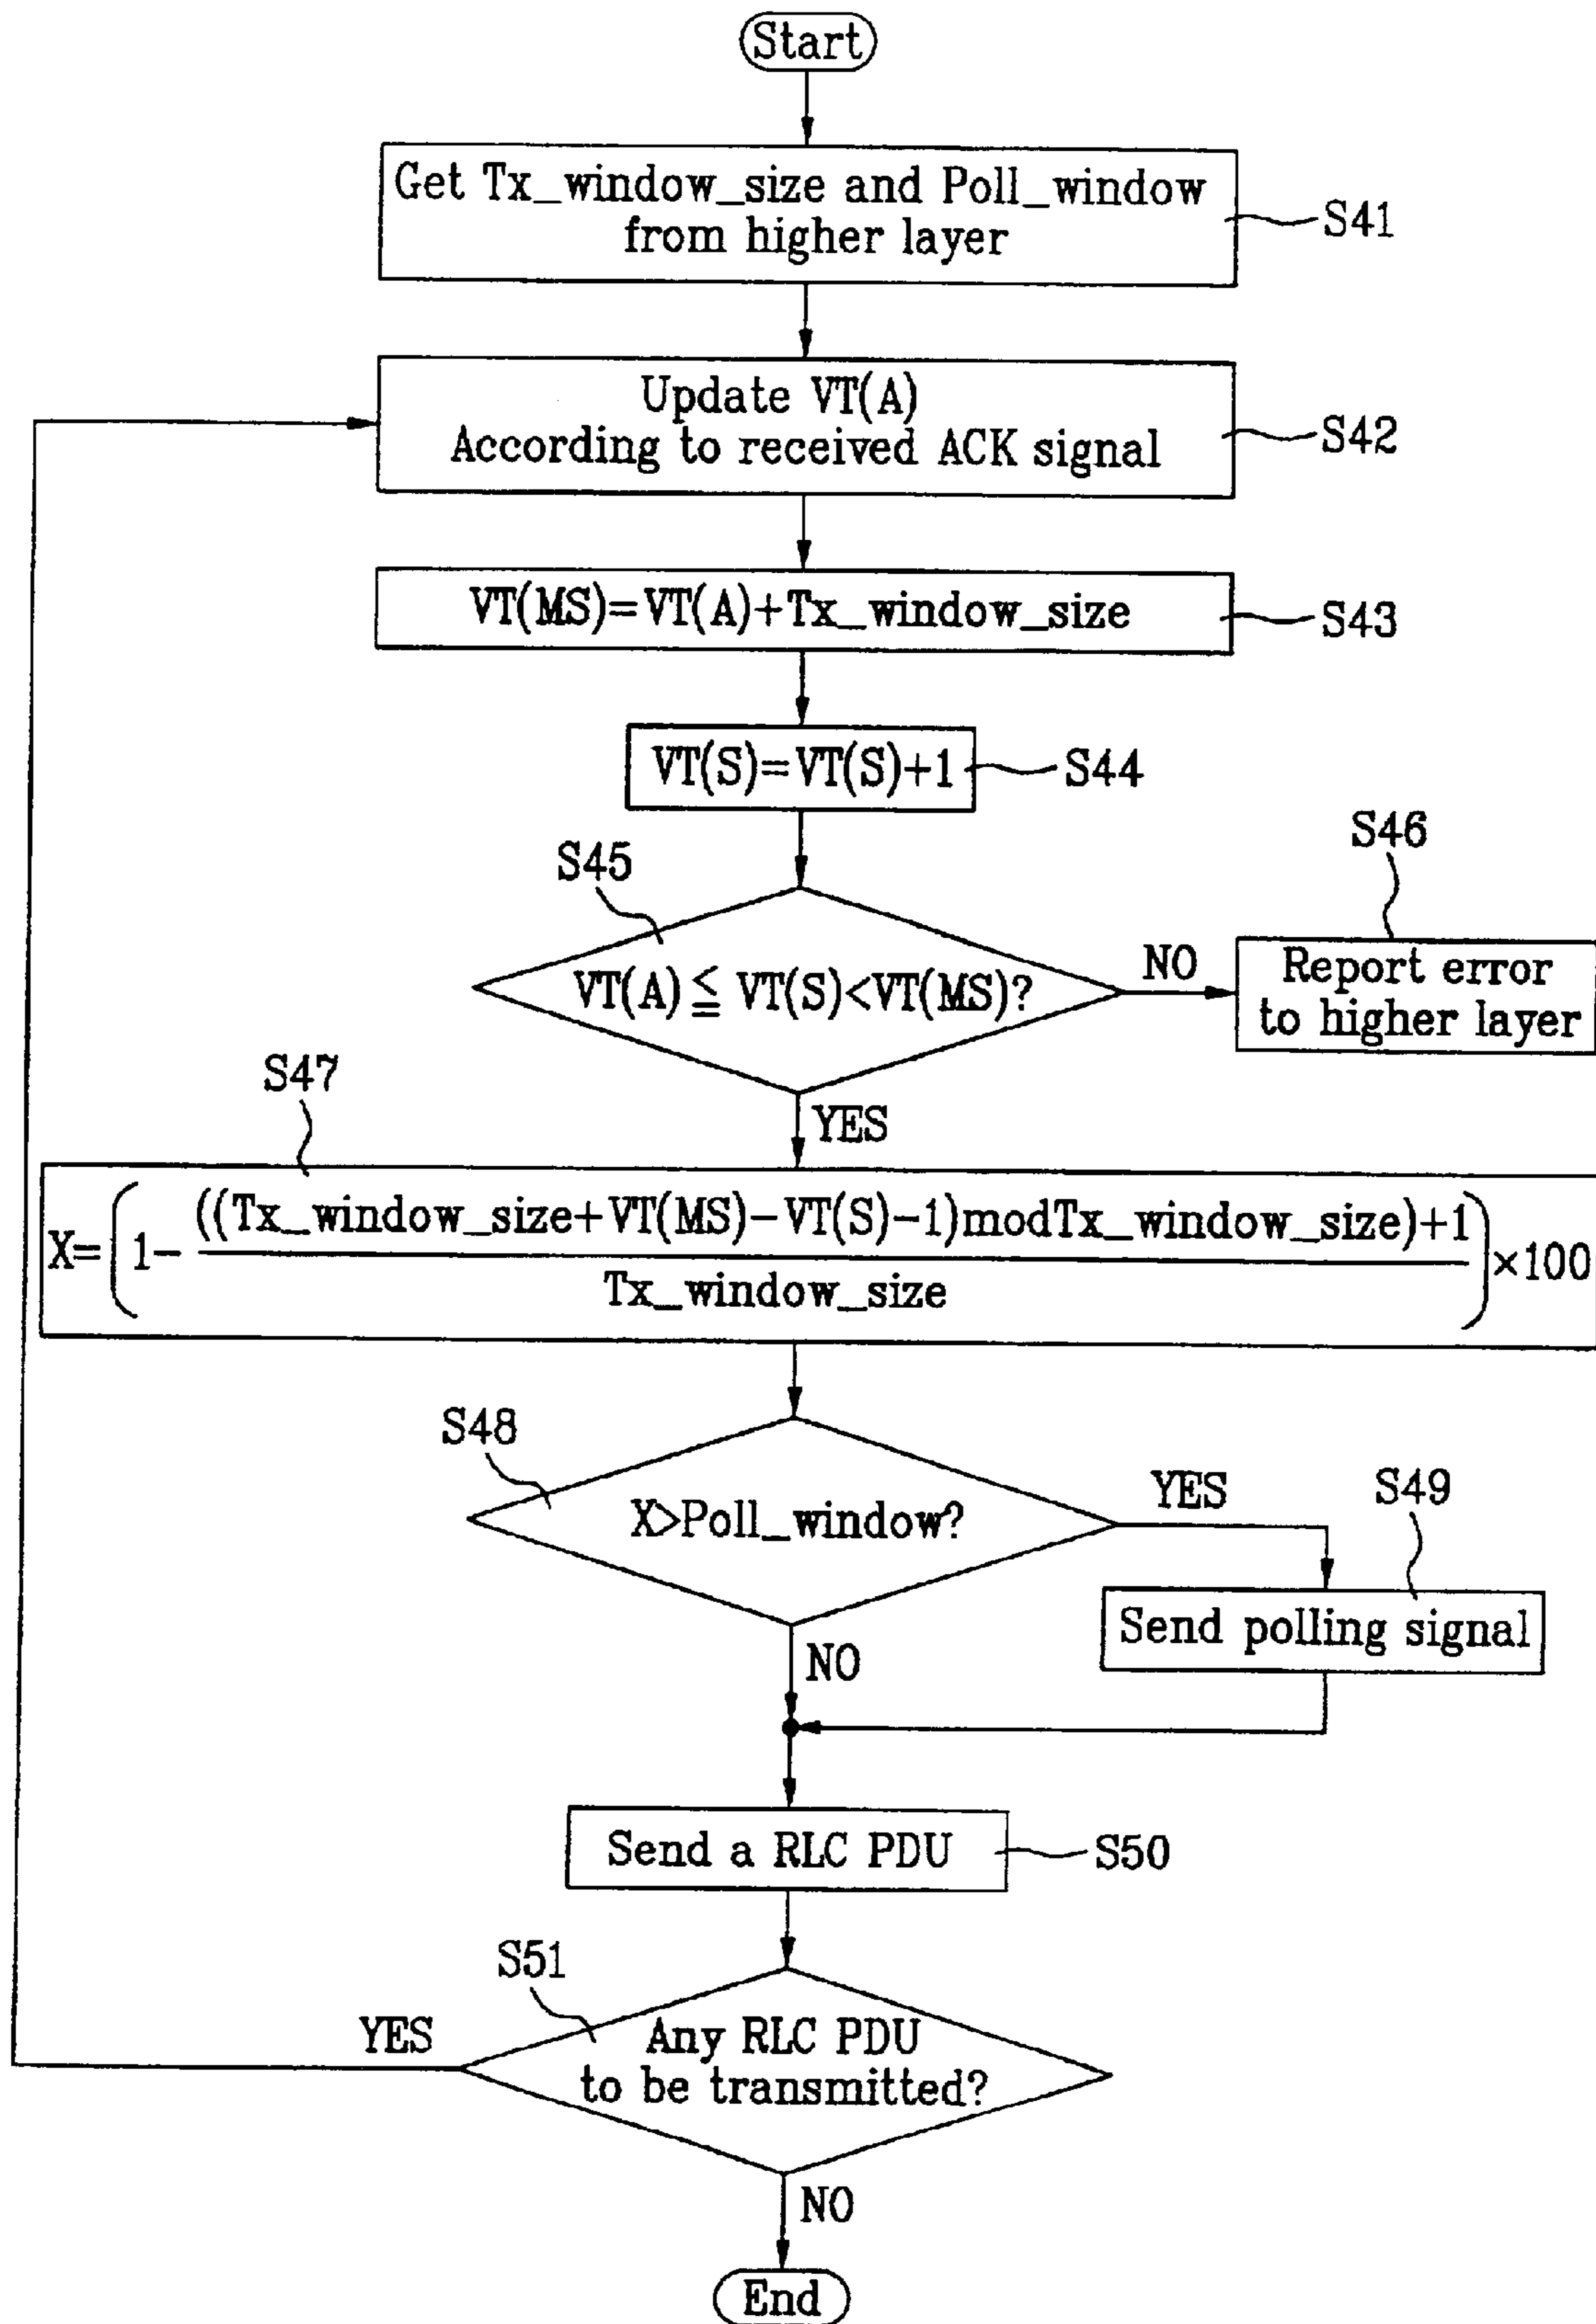 Start
Get Tx_window_size and Poll_window
from higher layer
S41
Update VT(A)
According to received ACK signal
S42
VT(MS)=VT(A)+Tx_window_size
S43
VT(S)=VT(S)+1
S44
S45
VT(A)≦VT(S)<VT(MS)?
NO
S46
Report error
to higher layer
YES
S47
X=(1-((Tx_window_size+VT(MS)-VT(S)-1)modTx_window_size)+1
Tx_window_size)×100
S48
X>Poll_window?
YES
S49
Send polling signal
NO
Send a RLC PDU
S50
S51
Any RLC PDU
to be transmitted?
YES
NO
End